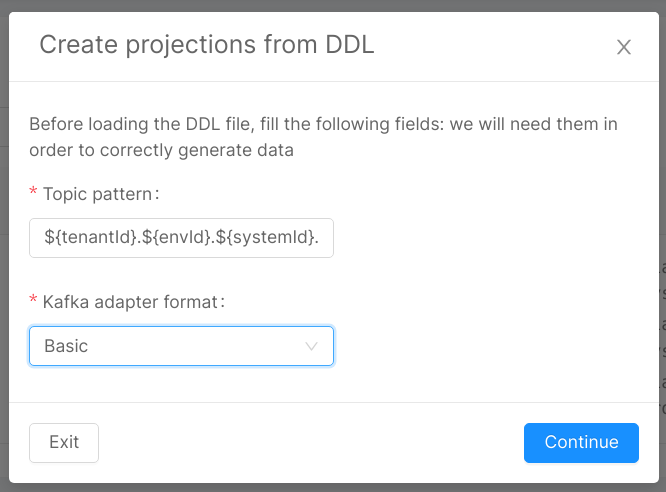 Create projections from DDL
Before loading the DDL file, fill the following fields: we will need them in
order to correctly generate data
* Topic pattern:
${tenantId}.${envId}.${systemId}.
* Kafka adapter format:
Basic
Exit
Continue